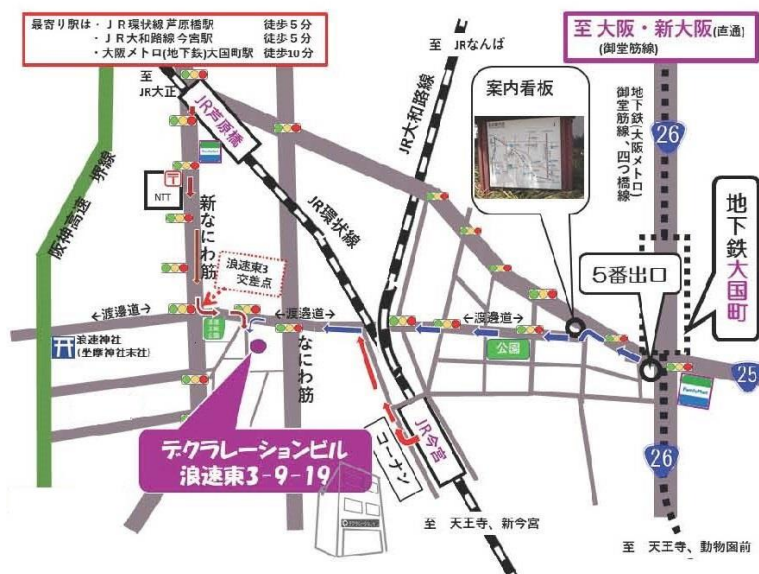 最寄り駅は・ＪＲ環状線芦原橋駅　徒歩５分
・ＪＲ大和路線今宮駅　徒歩５分
・大阪メトロ(地下鉄)大国町駅　徒歩10分
至
JR大正
JR芦原橋
至 JRなんば
至 大阪・新大阪(直通)
(御堂筋線)
案内看板
JR大和路線
26
地下鉄(大阪メトロ)
御堂筋線、四つ橋線
阪神高速　堺線
〒
NTT
新なにわ筋
JR環状線
浪速東3
交差点
地下鉄大国町
5番出口
←渡邊道→
←渡邊道→
←渡邊道→
浪速神社
(坐摩神社末社)
なにわ筋
公園
25
FamilyMart
デクラレーションビル
浪速東3-9-19
コーナン
JR今宮
26
至　天王寺、新今宮
至　天王寺、動物園前